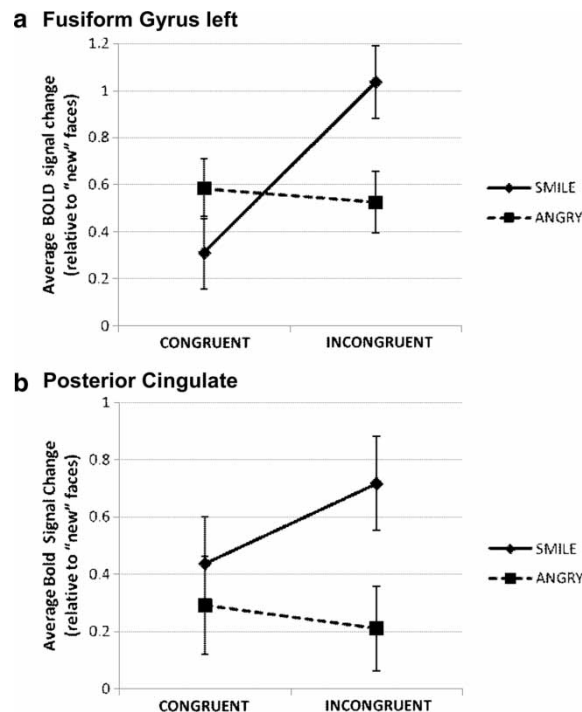 a Fusiform Gyrus left
Average BOLD signal change
(relative to "new" faces)
1.2
1
0.8
0.6
0.4
0.2
0
CONGRUENT INCONGRUENT
SMILE
ANGRY
b Posterior Cingulate
Average Bold Signal Change
(relative to "new" faces)
1
0.8
0.6
0.4
0.2
0
CONGRUENT INCONGRUENT
SMILE
ANGRY